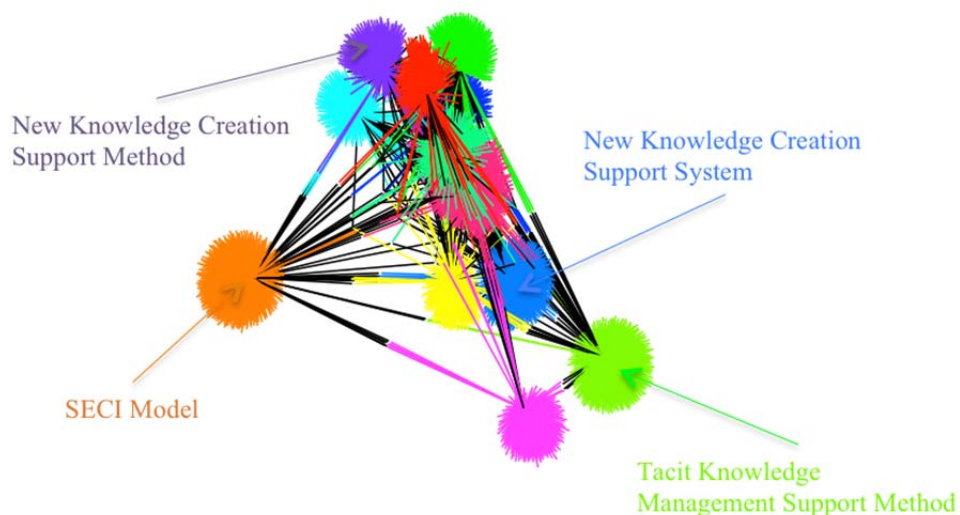 New Knowledge Creation
Support Method
New Knowledge Creation
Support System
SECI Model
Tacit Knowledge
Management Support Method